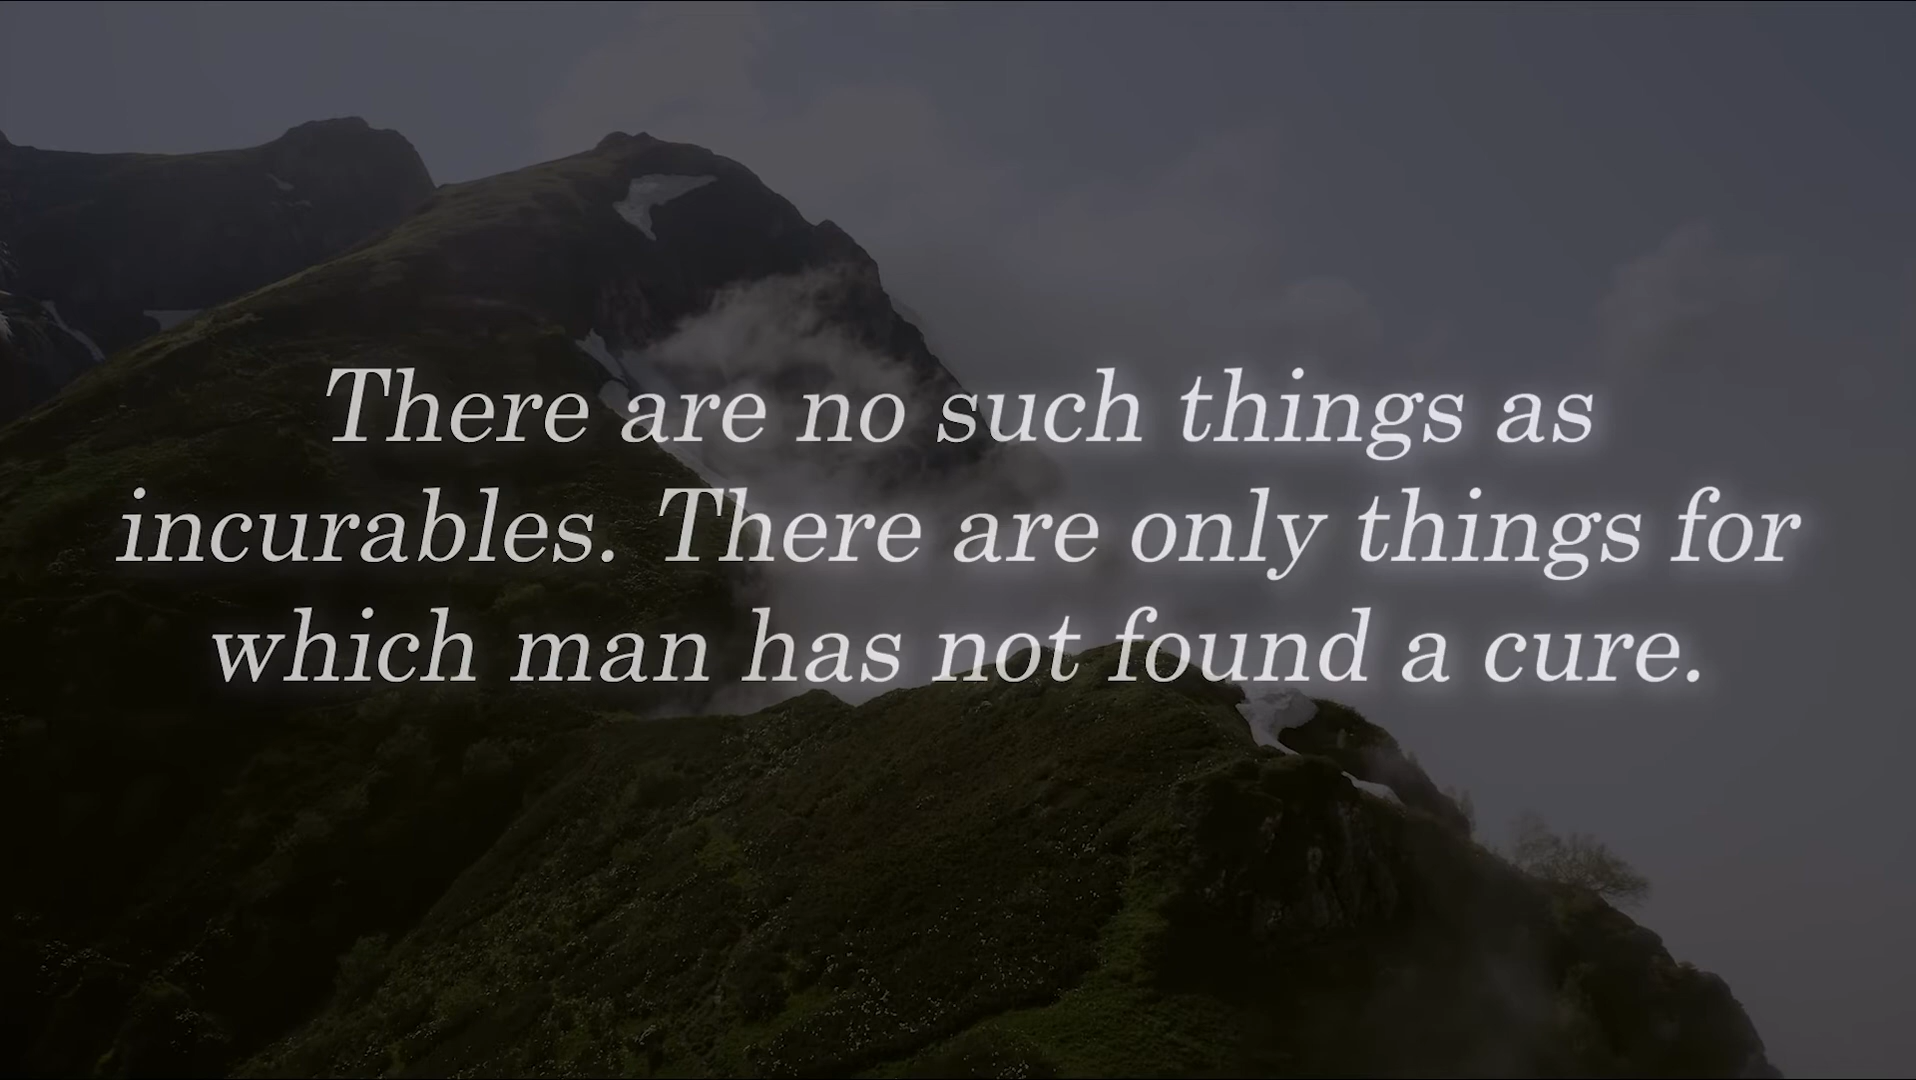 There are no such things as
incurables. There are only things for
which man has not found a cure.